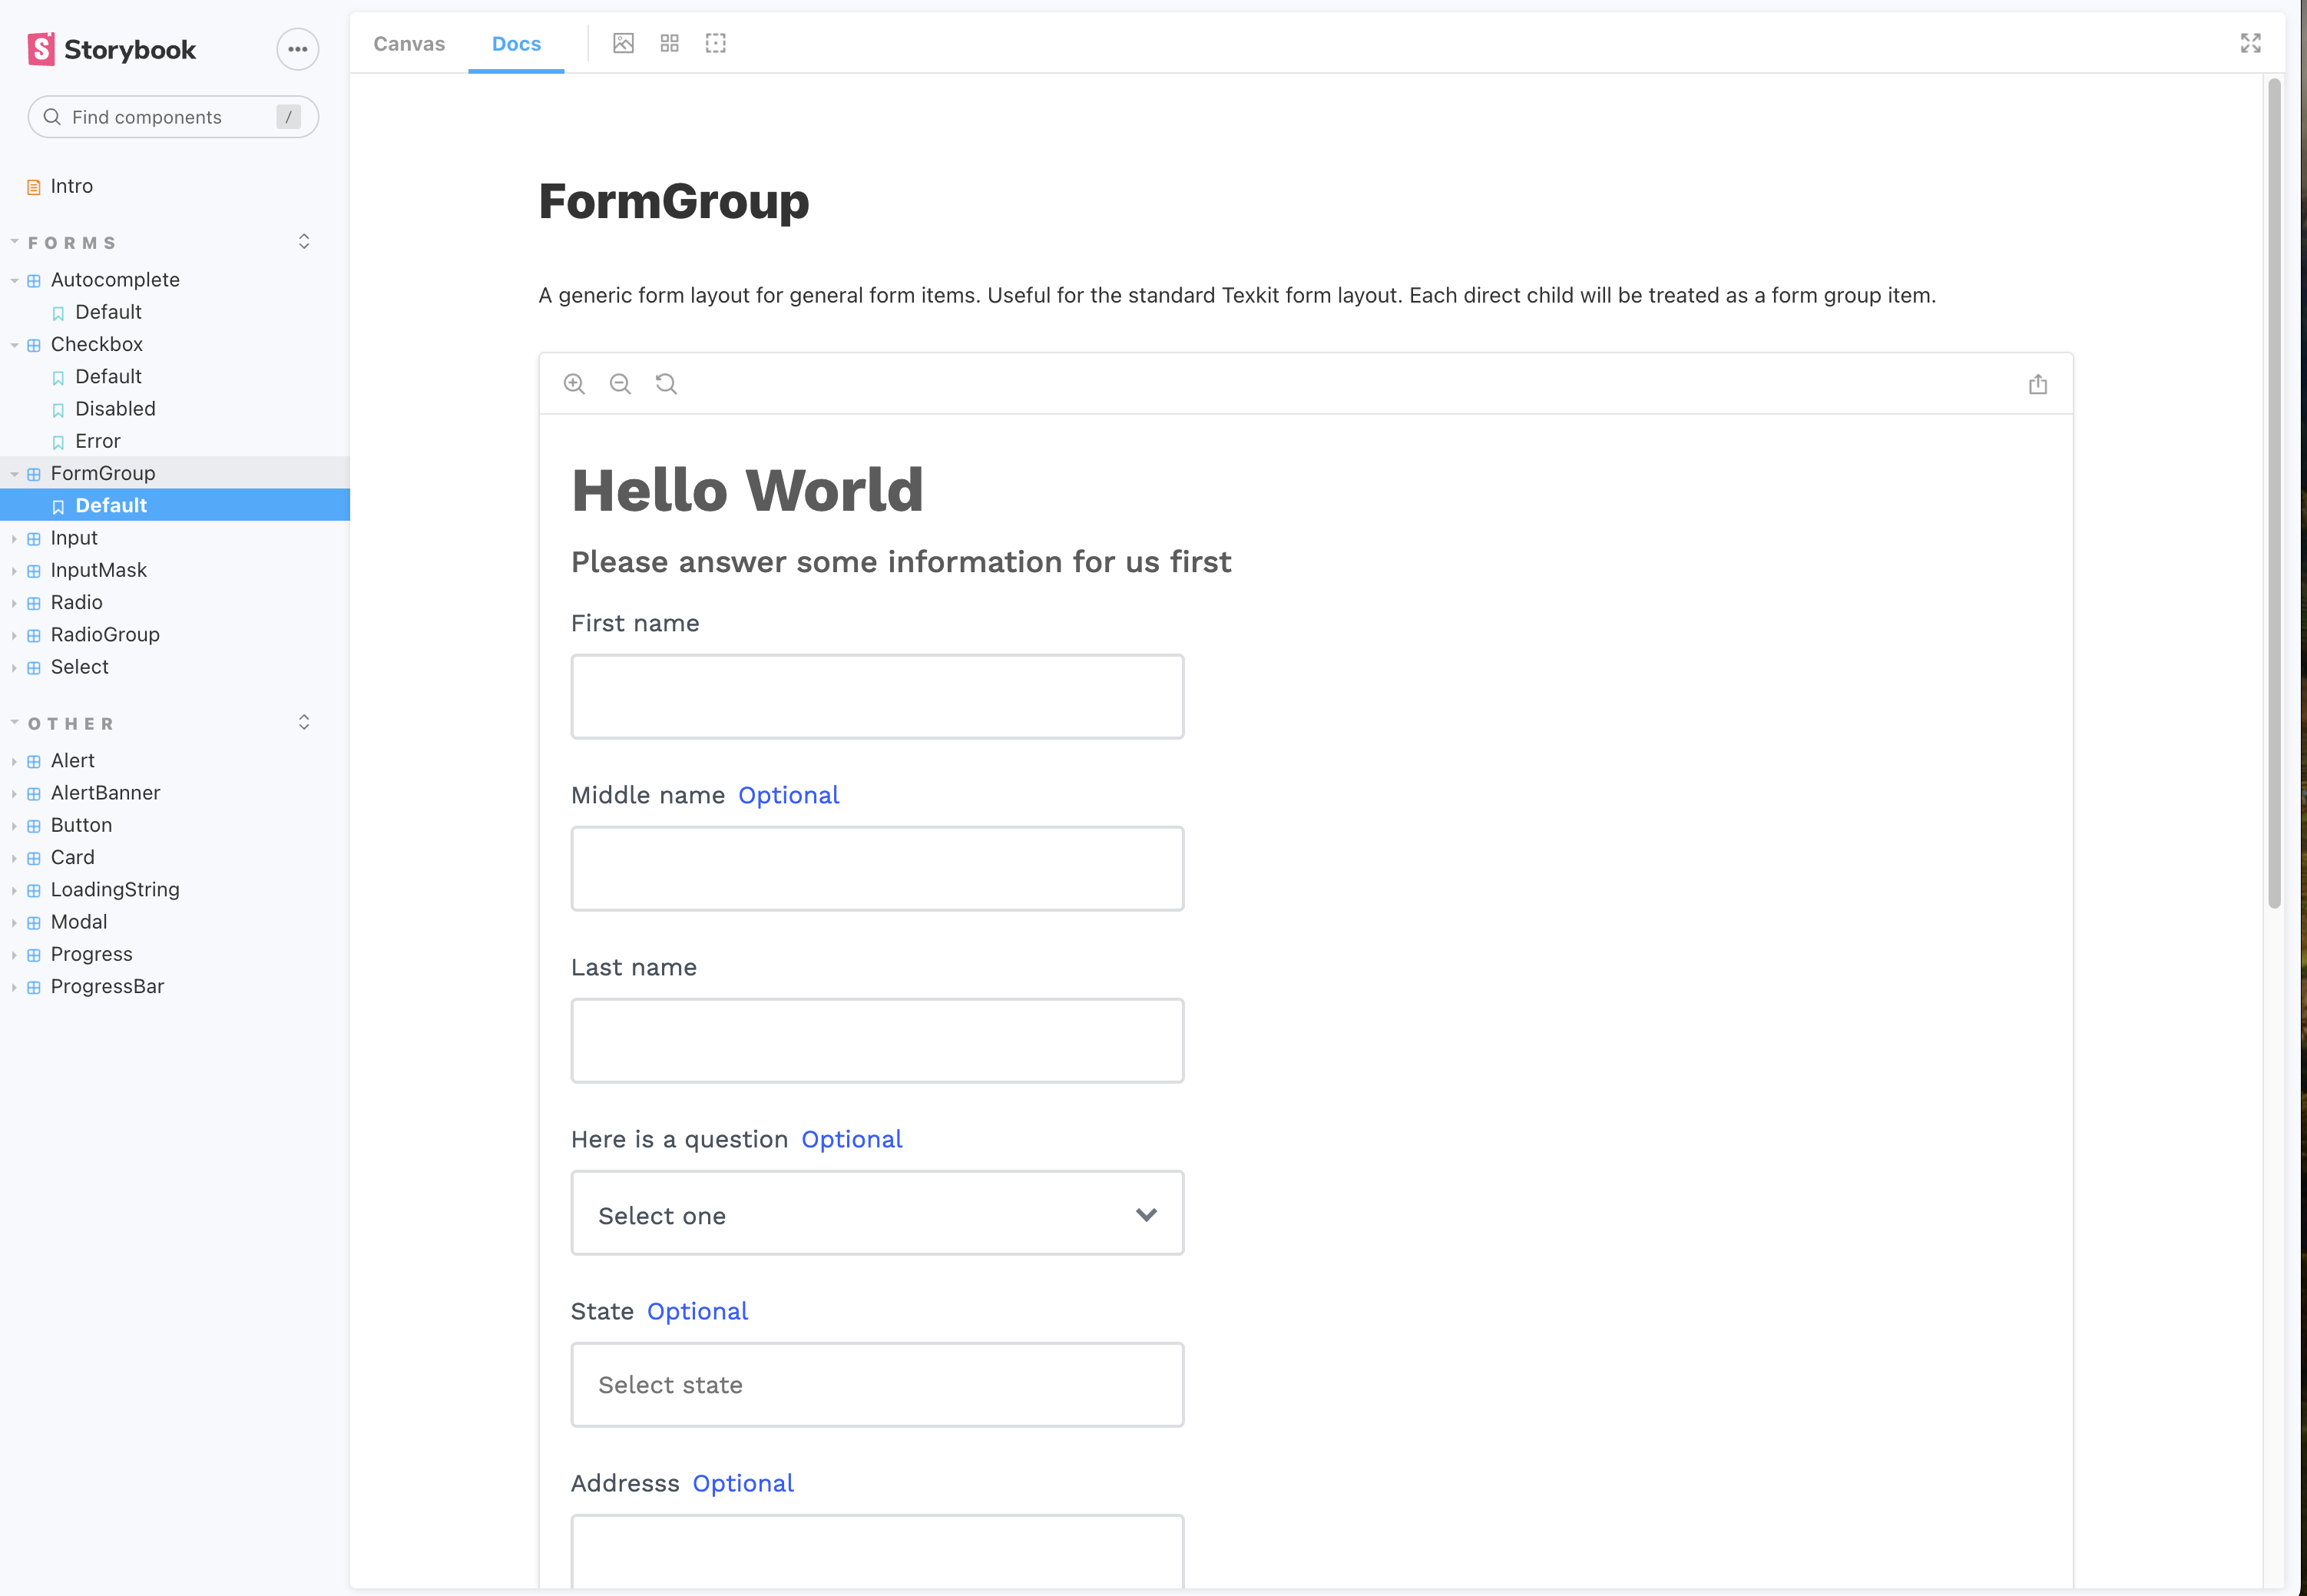 Storybook
Find components /
Intro
FORMS
Autocomplete
Default
Checkbox
Default
Disabled
Error
FormGroup
Default
Input
InputMask
Radio
RadioGroup
Select
OTHER
Alert
AlertBanner
Button
Card
LoadingString
Modal
Progress
ProgressBar
Canvas Docs
FormGroup
A generic form layout for general form items. Useful for the standard Texkit form layout. Each direct child will be treated as a form group item.
Hello World
Please answer some information for us first
First name
Middle name Optional
Last name
Here is a question Optional
Select one
State Optional
Select state
Addresss Optional